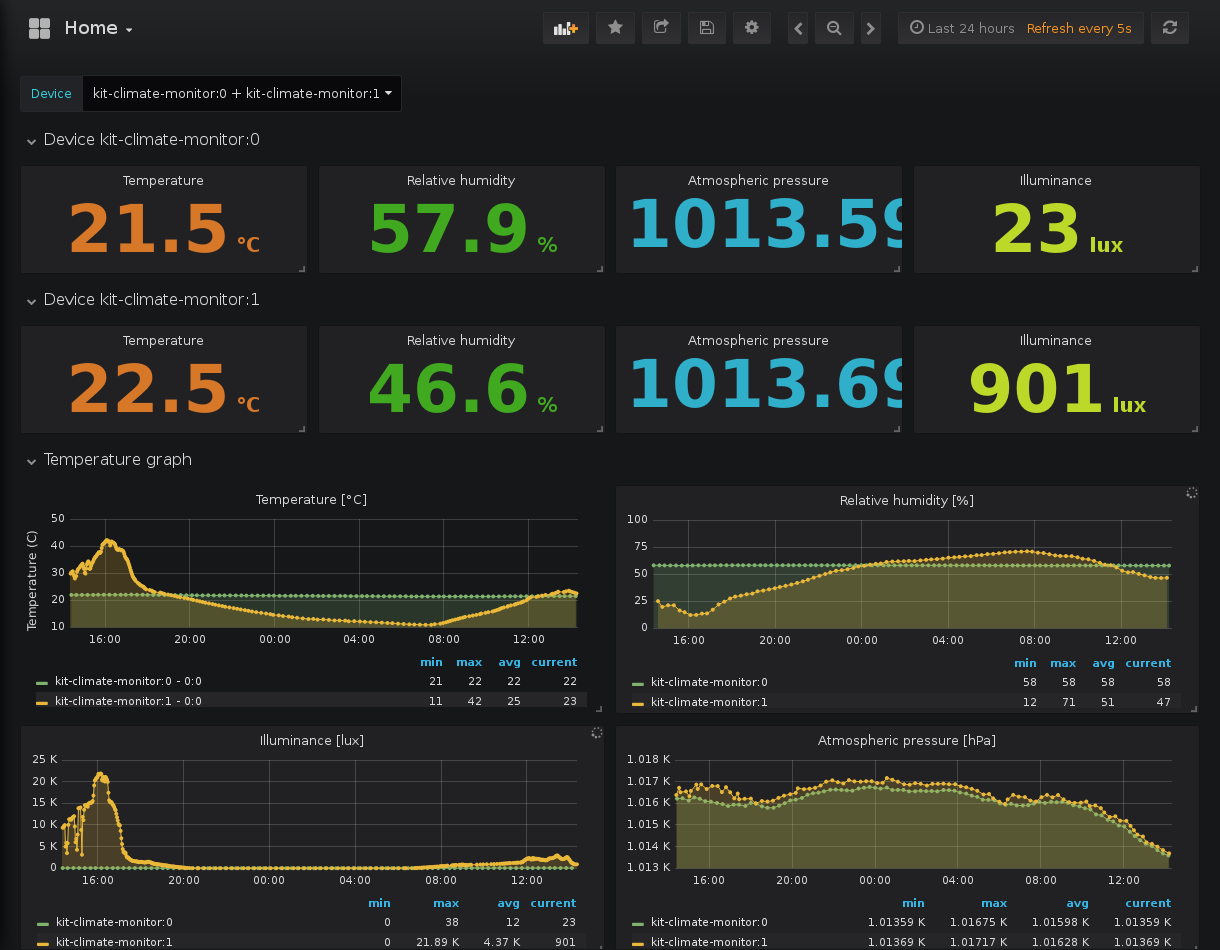 Home
Last 24 hours Refresh every 5s
Device kit-climate-monitor:0 + kit-climate-monitor:1
Device kit-climate-monitor:0
Temperature Relative humidity Atmospheric pressure Illuminance
21.5 °C 57.9 % 1013.59 23 lux
Device kit-climate-monitor:1
Temperature Relative humidity Atmospheric pressure Illuminance
22.5 °C 46.6 % 1013.69 901 lux
Temperature graph
Temperature [°C]
Temperature (C)
50
40
30
20
10
16:00 20:00 00:00 04:00 08:00 12:00
min max avg current
kit-climate-monitor:0 - 0:0 21 22 22 22
kit-climate-monitor:1 - 0:0 11 42 25 23
Relative humidity [%]
100
75
50
25
0
16:00 20:00 00:00 04:00 08:00 12:00
min max avg current
kit-climate-monitor:0 58 58 58 58
kit-climate-monitor:1 12 71 51 47
Illuminance [lux]
25 K
20 K
15 K
10 K
5 K
0
16:00 20:00 00:00 04:00 08:00 12:00
min max avg current
kit-climate-monitor:0 0 38 12 23
kit-climate-monitor:1 0 21.89 K 4.37 K 901
Atmospheric pressure [hPa]
1.018 K
1.017 K
1.016 K
1.015 K
1.014 K
1.013 K
16:00 20:00 00:00 04:00 08:00 12:00
min max avg current
kit-climate-monitor:0 1.01359 K 1.01675 K 1.01598 K 1.01359 K
kit-climate-monitor:1 1.01369 K 1.01717 K 1.01628 K 1.01369 K